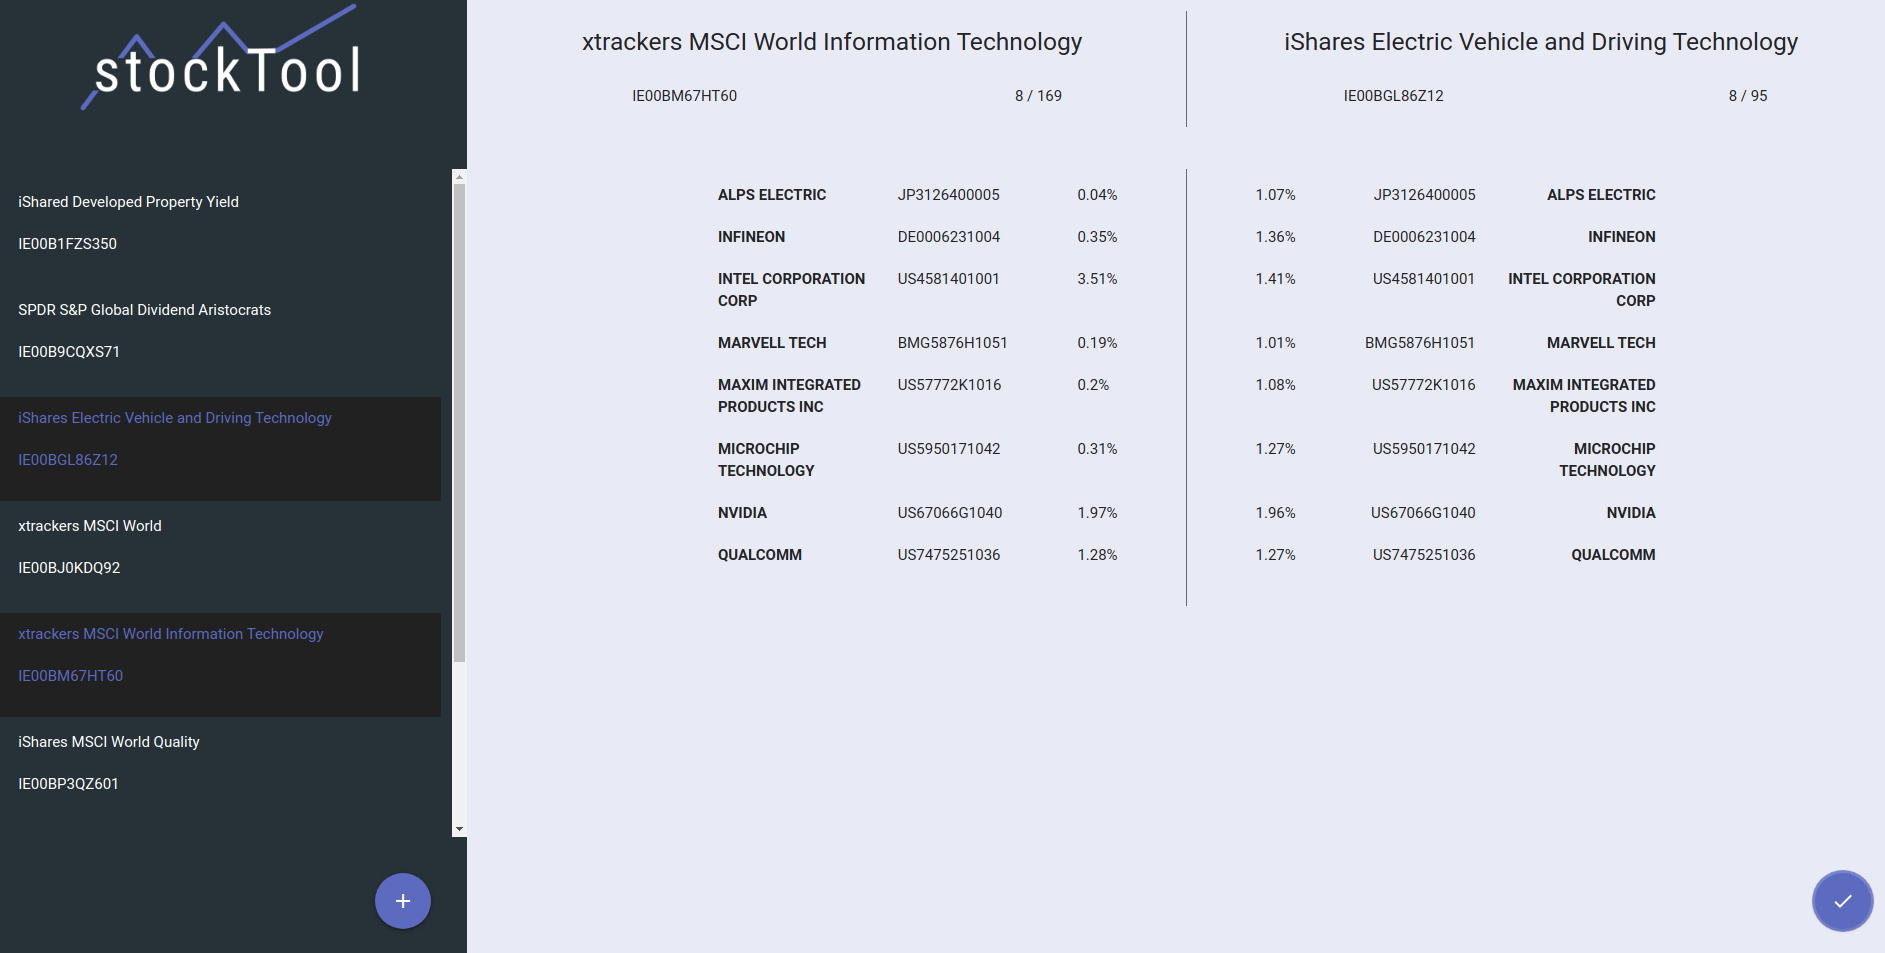 stockTool
iShared Developed Property Yield
IE00B1FZS350
SPDR S&P Global Dividend Aristocrats
IE00B9CQXS71
iShares Electric Vehicle and Driving Technology
IE00BGL86Z12
xtrackers MSCI World
IE00BJ0KDQ92
xtrackers MSCI World Information Technology
IE00BM67HT60
iShares MSCI World Quality
IE00BP3QZ601
+
xtrackers MSCI World Information Technology
IE00BM67HT60 8 / 169
iShares Electric Vehicle and Driving Technology
IE00BGL86Z12 8 / 95
ALPS ELECTRIC JP3126400005 0.04% 1.07% JP3126400005 ALPS ELECTRIC
INFINEON DE0006231004 0.35% 1.36% DE0006231004 INFINEON
INTEL CORPORATION US4581401001 3.51% 1.41% US4581401001 INTEL CORPORATION
CORP CORP
MARVELL TECH BMG5876H1051 0.19% 1.01% BMG5876H1051 MARVELL TECH
MAXIM INTEGRATED US57772K1016 0.2% 1.08% US57772K1016 MAXIM INTEGRATED
PRODUCTS INC PRODUCTS INC
MICROCHIP US5950171042 0.31% 1.27% US5950171042 MICROCHIP
TECHNOLOGY TECHNOLOGY
NVIDIA US67066G1040 1.97% 1.96% US67066G1040 NVIDIA
QUALCOMM US7475251036 1.28% 1.27% US7475251036 QUALCOMM